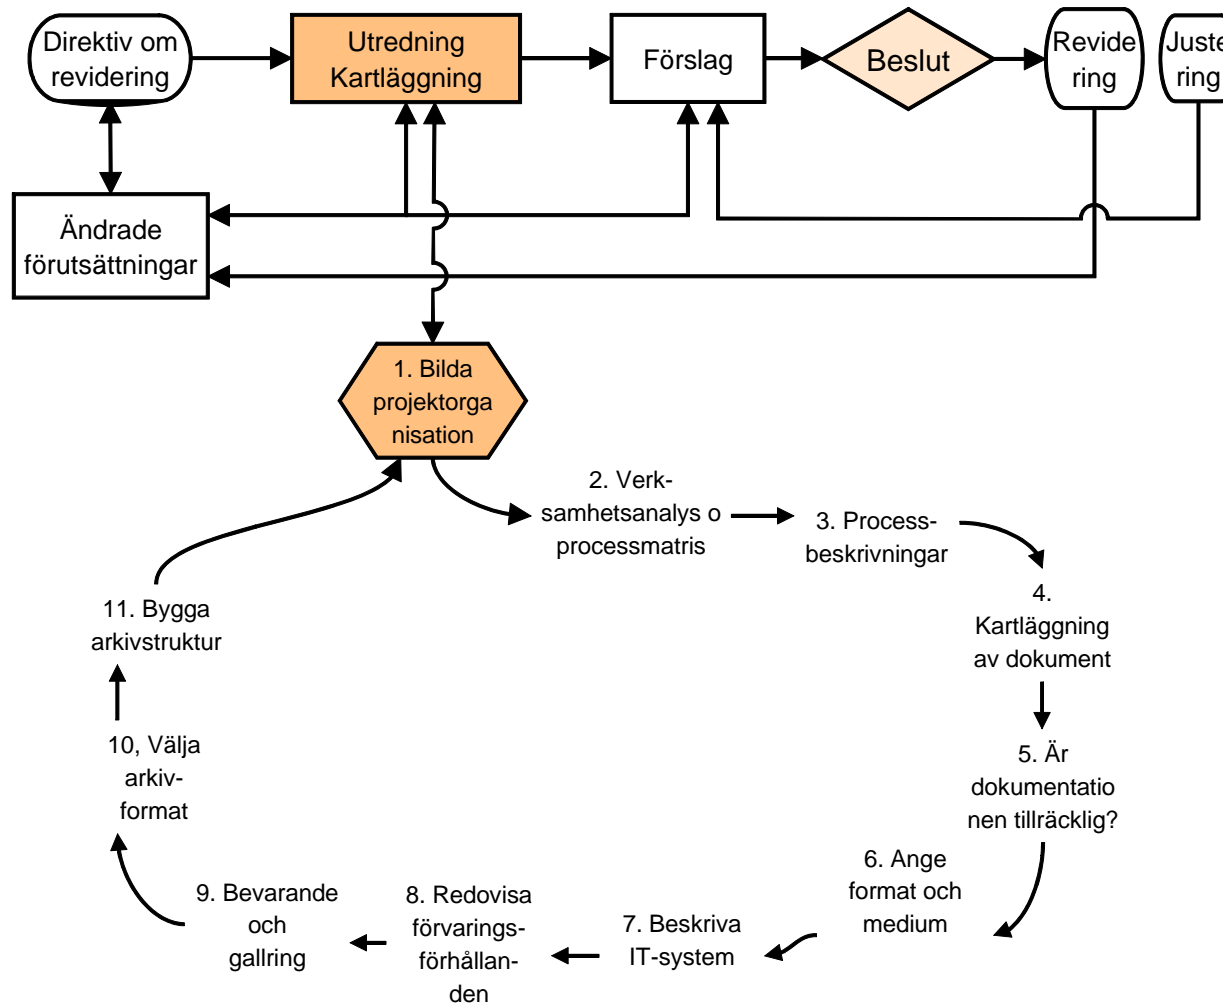 Direktiv om
revidering
Utredning
Kartläggning
Förslag
Beslut
Revide
ring
Juste
ring
Ändrade
förutsättningar
1. Bilda
projektorga
nisation
2. Verk-
samhetsanalys o
processmatris
3. Process-
beskrivningar
4.
Kartläggning
av dokument
5. Är
dokumentatio
nen tillräcklig?
6. Ange
format och
medium
7. Beskriva
IT-system
8. Redovisa
förvarings-
förhållan-
den
9. Bevarande
och
gallring
10, Välja
arkiv-
format
11. Bygga
arkivstruktur